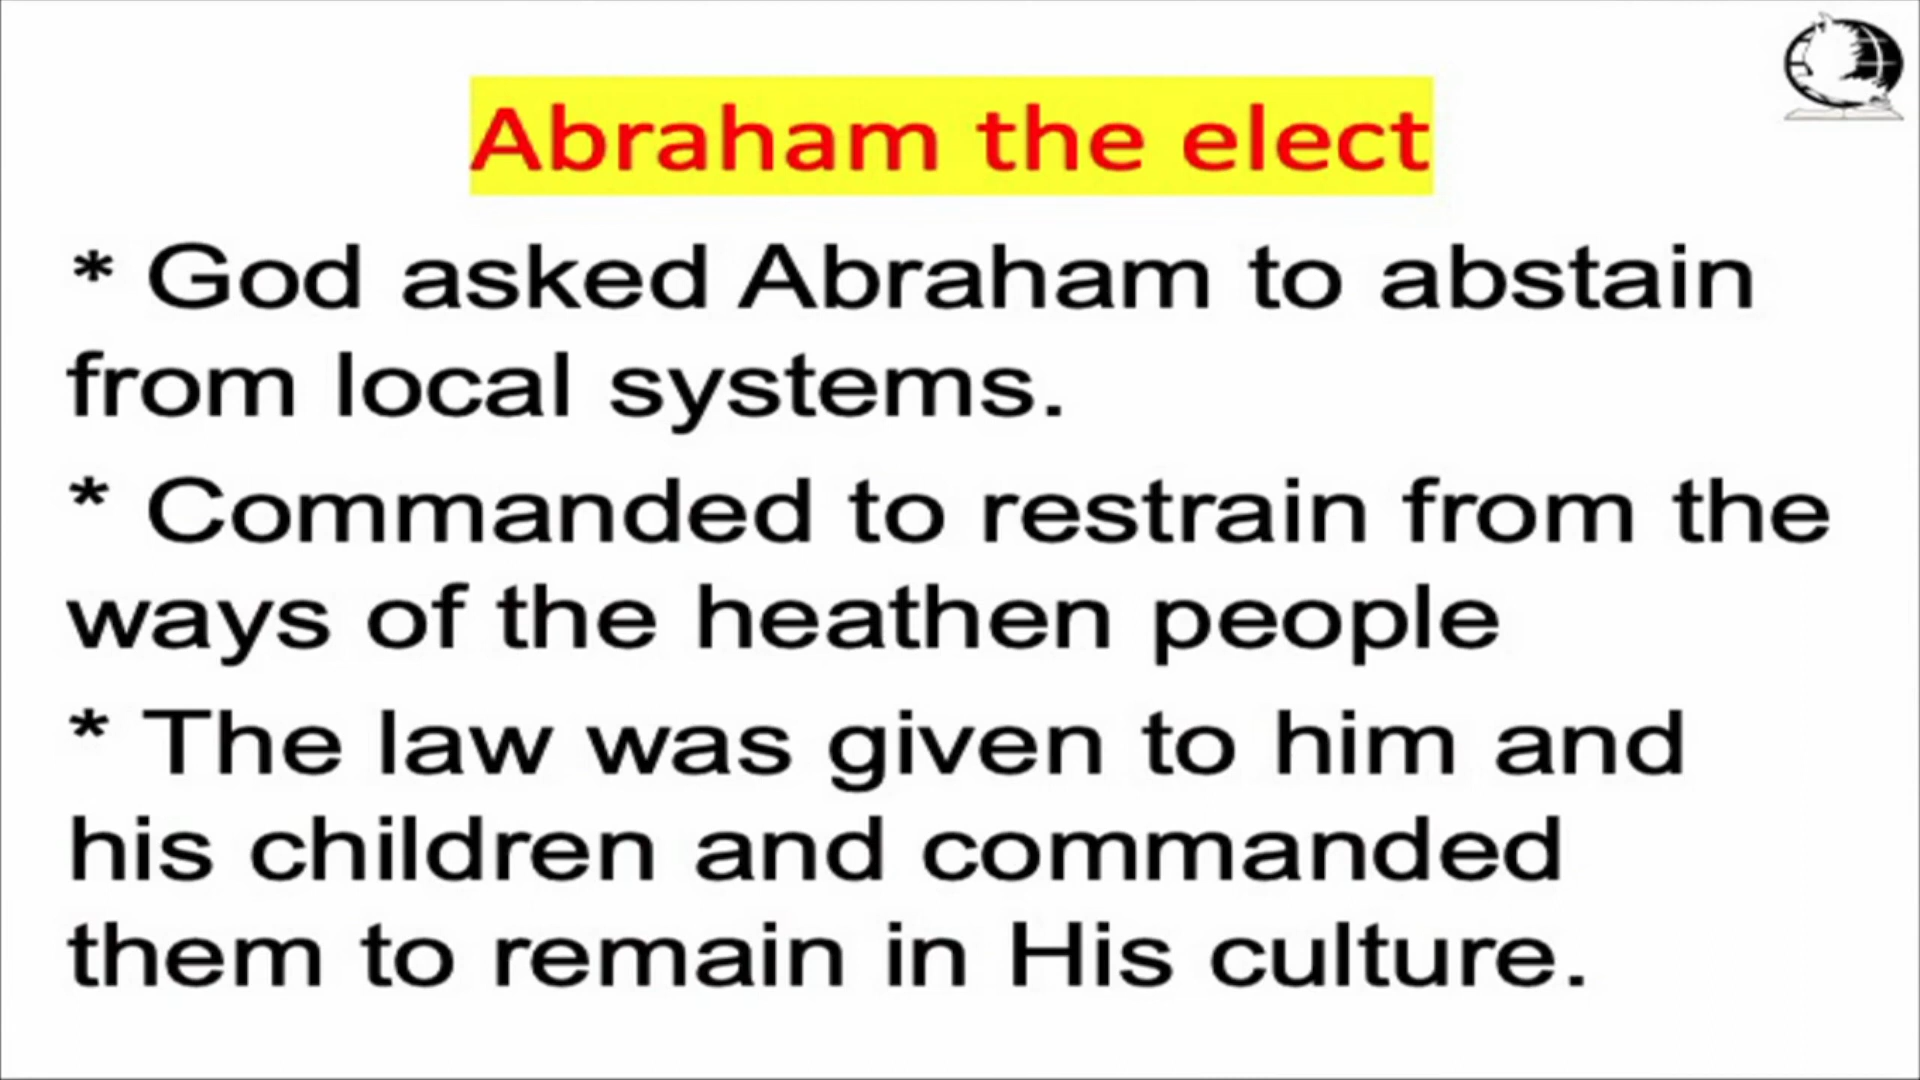 Abraham the elect
* God asked Abraham to abstain
from local systems.
* Commanded to restrain from the
ways of the heathen people
* The law was given to him and
his children and commanded
them to remain in His culture.